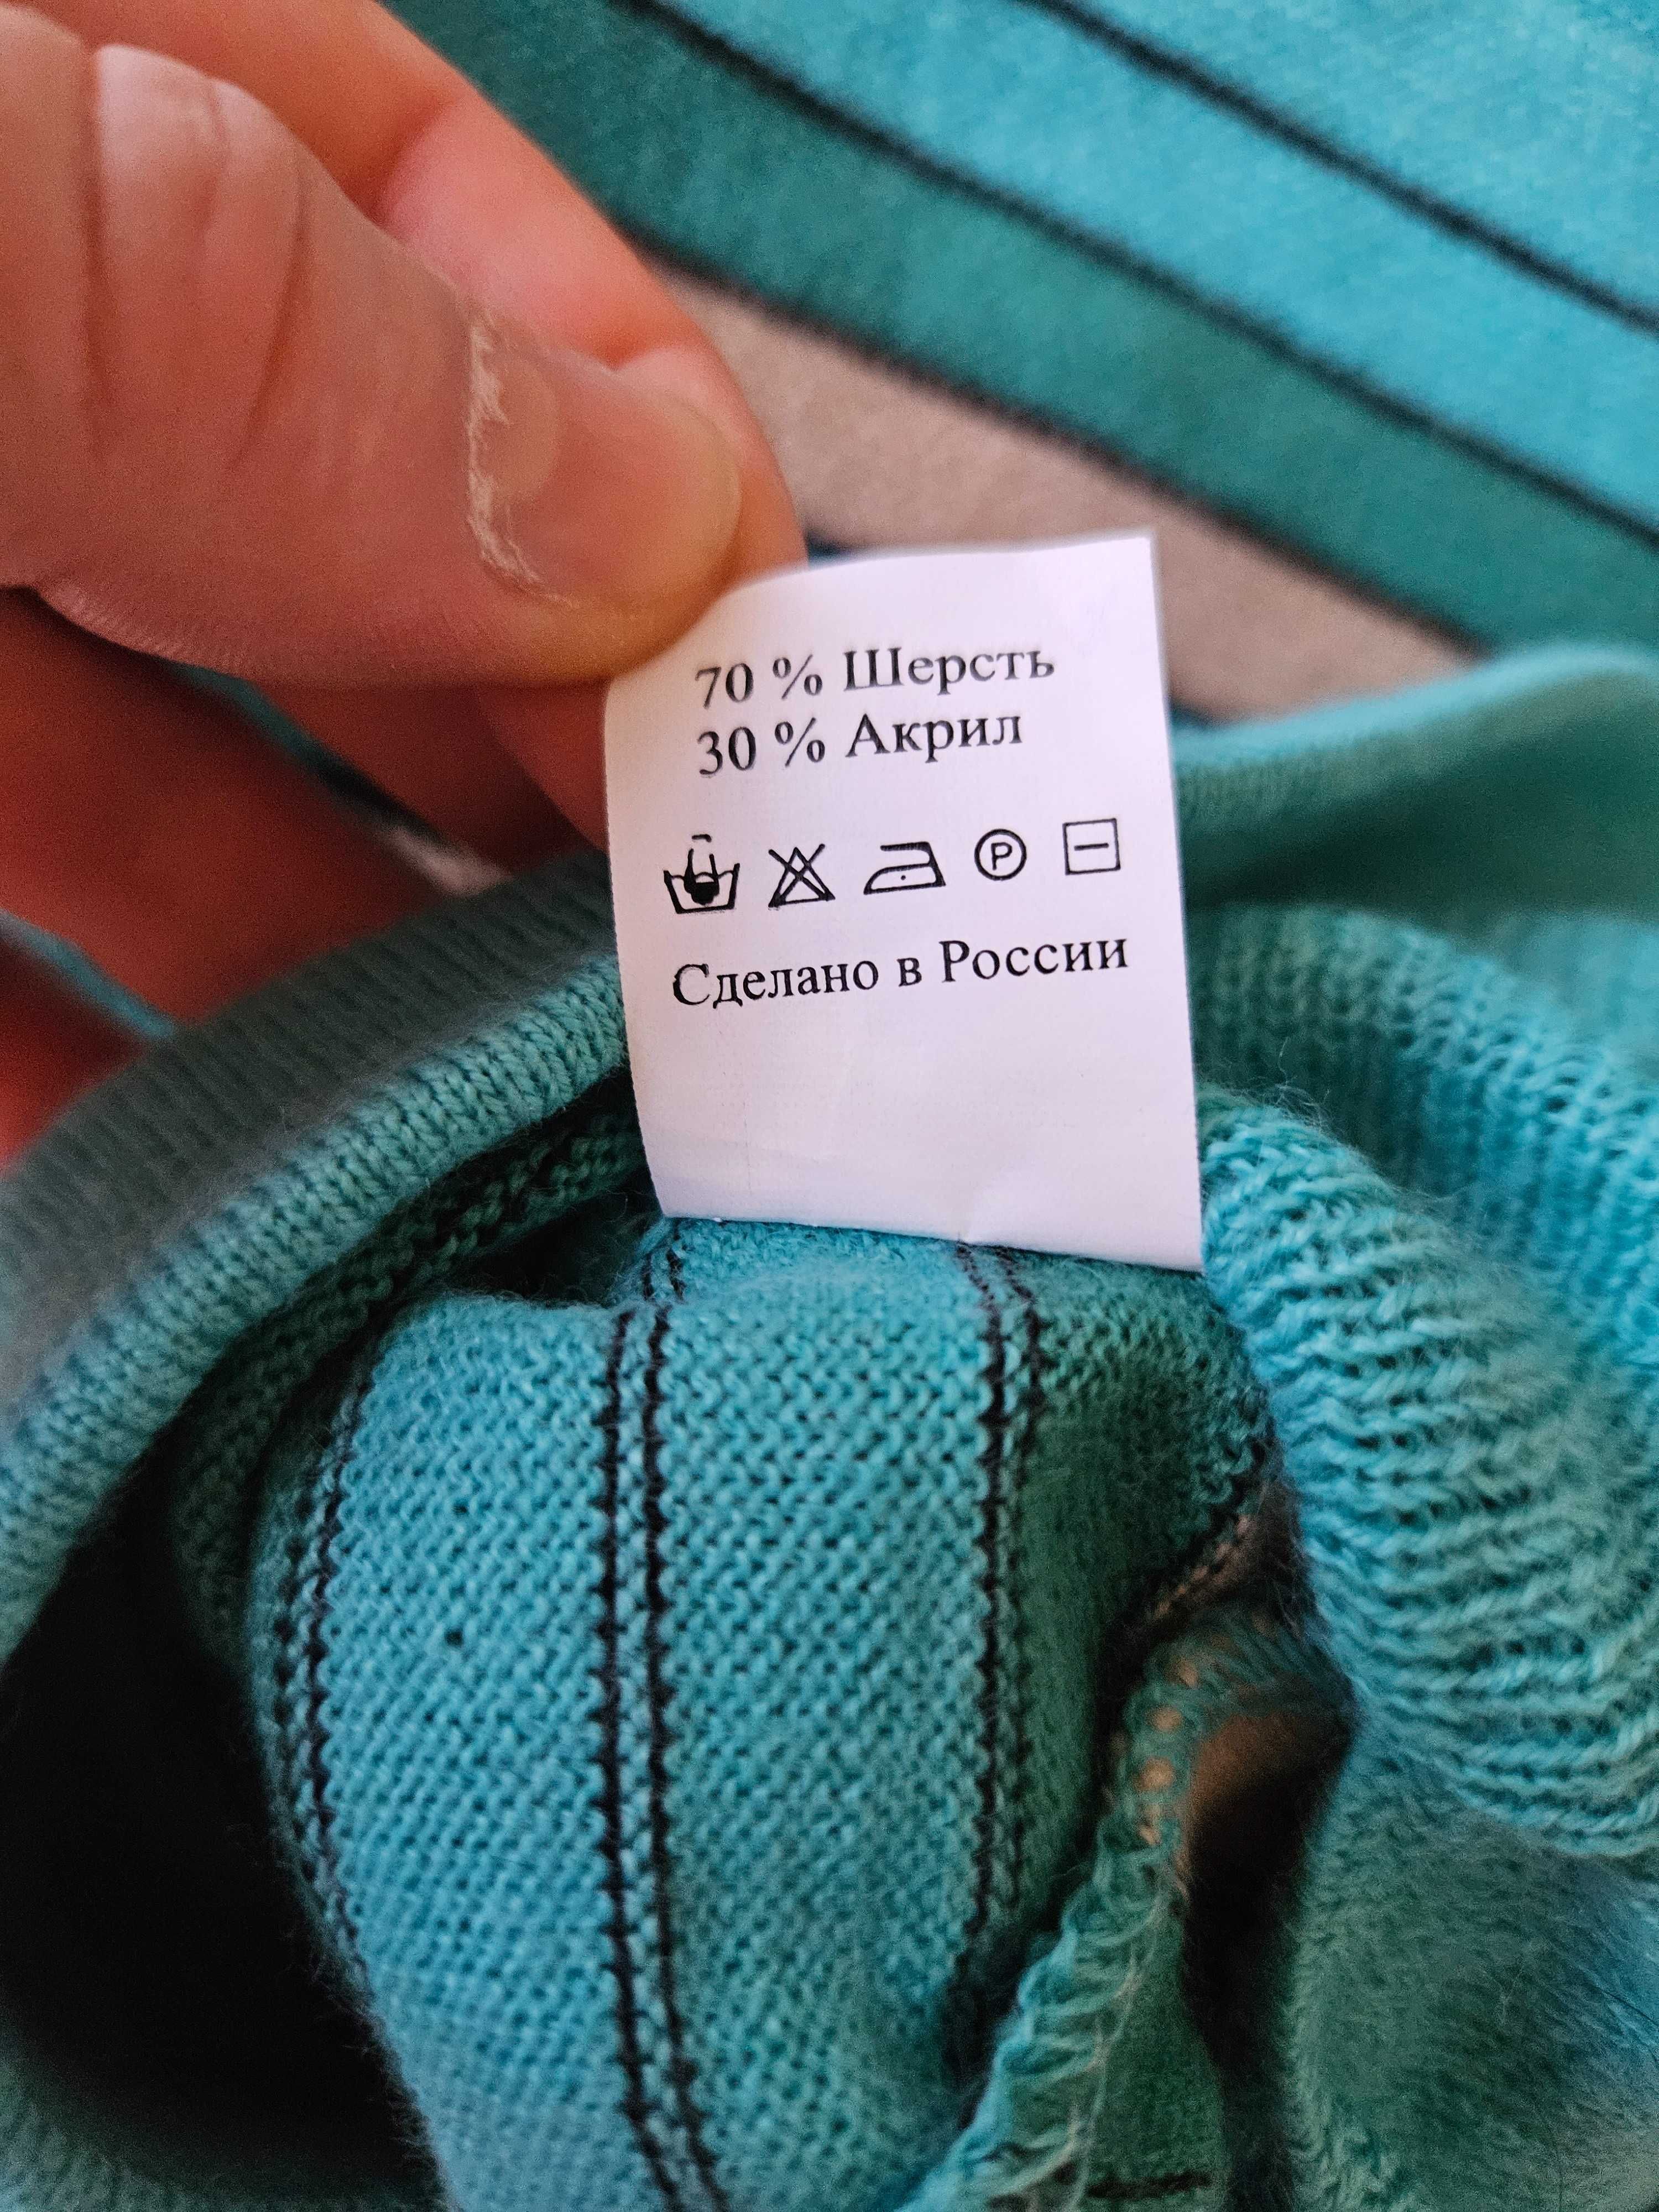 70 % Шерсть
30 % Акрил
P
Сделано в России